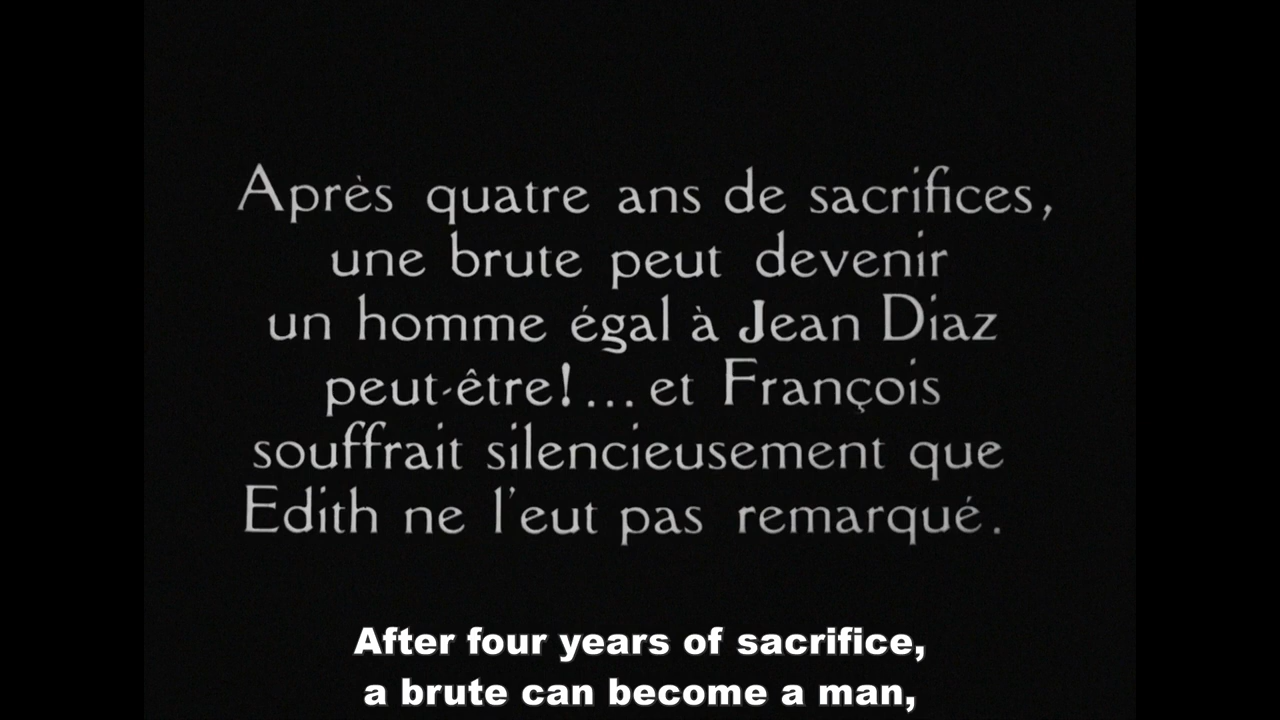 Après quatre ans de sacrifices,
une brute peut devenir
un homme égal à Jean Diaz
peut-être!... et François
souffrait silencieusement que
Edith ne l'eut pas remarqué.
After four years of sacrifice,
a brute can become a man,